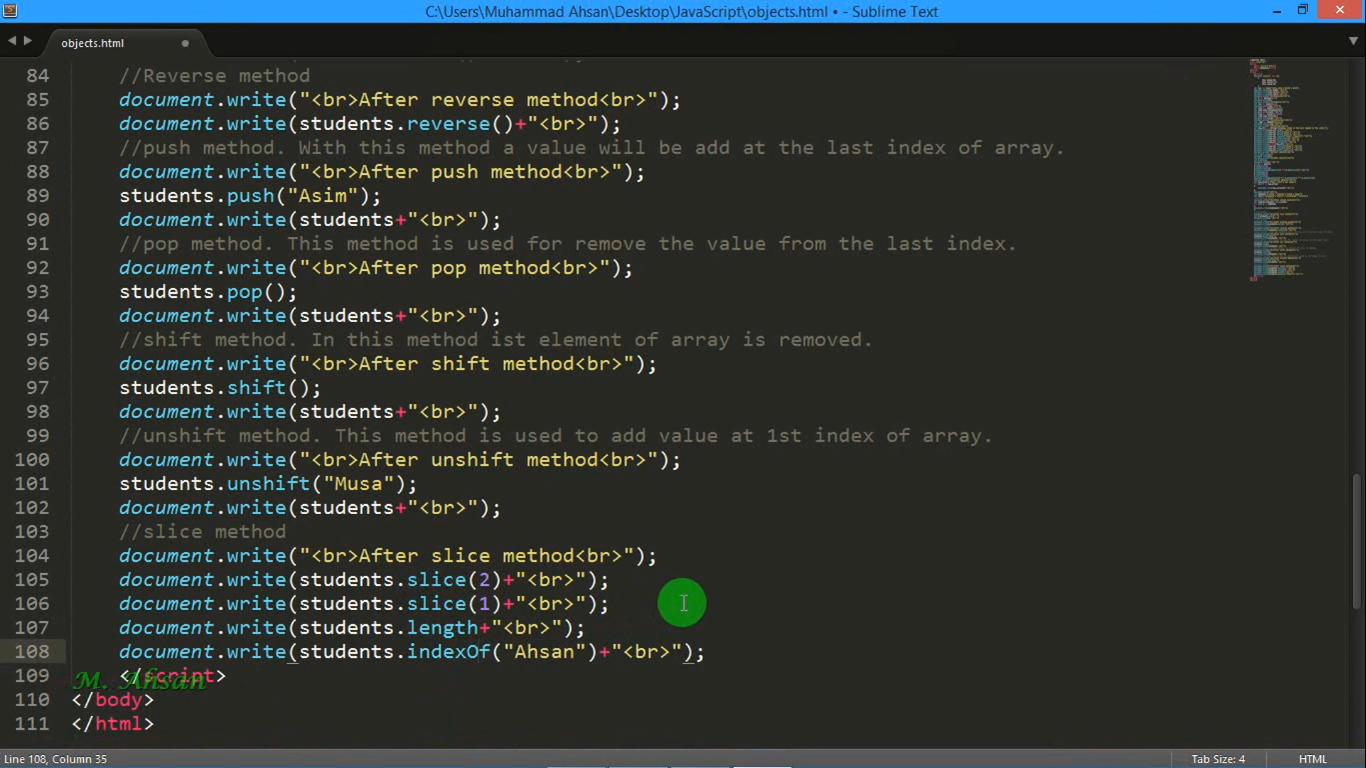 C:\Users\Muhammad Ahsan\Desktop\JavaScript\objects.html • - Sublime Text
objects.html
84 //Reverse method
85 document.write("<br>After reverse method<br>");
86 document.write(students.reverse()+"<br>");
87 //push method. With this method a value will be add at the last index of array.
88 document.write("<br>After push method<br>");
89 students.push("Asim");
90 document.write(students+"<br>");
91 //pop method. This method is used for remove the value from the last index.
92 document.write("<br>After pop method<br>");
93 students.pop();
94 document.write(students+"<br>");
95 //shift method. In this method ist element of array is removed.
96 document.write("<br>After shift method<br>");
97 students.shift();
98 document.write(students+"<br>");
99 //unshift method. This method is used to add value at 1st index of array.
100 document.write("<br>After unshift method<br>");
101 students.unshift("Musa");
102 document.write(students+"<br>");
103 //slice method
104 document.write("<br>After slice method<br>");
105 document.write(students.slice(2)+"<br>");
106 document.write(students.slice(1)+"<br>");
107 document.write(students.length+"<br>");
108 document.write(students.indexOf("Ahsan")+"<br>");
109 </script>
M. Ahsan
110 </body>
111 </html>
Line 108, Column 35
Tab Size: 4
HTML